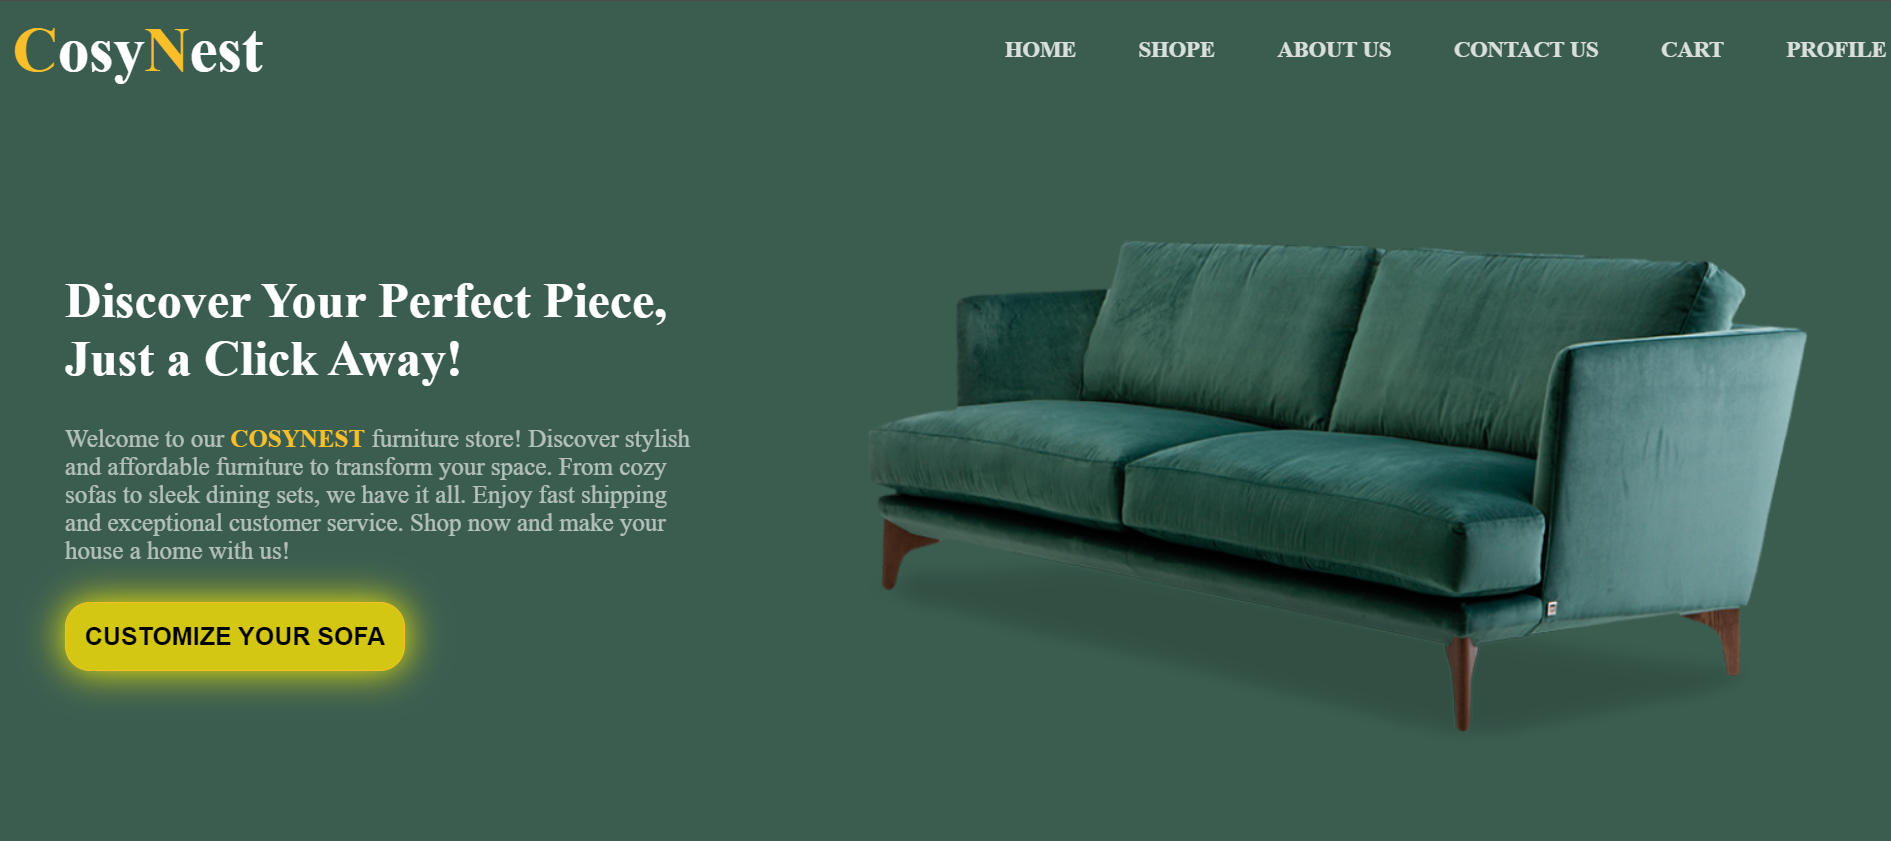 CosyNest
HOME SHOPE ABOUT US CONTACT US CART PROFILE
Discover Your Perfect Piece,
Just a Click Away!
Welcome to our COSYNEST furniture store! Discover stylish
and affordable furniture to transform your space. From cozy
sofas to sleek dining sets, we have it all. Enjoy fast shipping
and exceptional customer service. Shop now and make your
house a home with us!
CUSTOMIZE YOUR SOFA